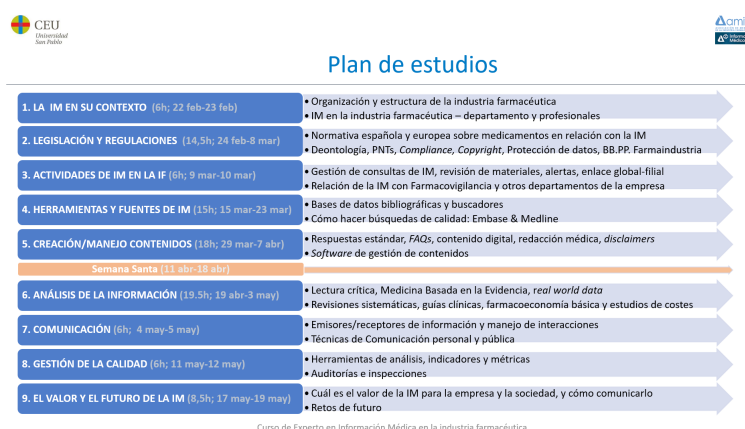 CEU
Universidad
San Pablo
ami
Plan de estudios
1. LA IM EN SU CONTEXTO (6h; 22 feb-23 feb)
• Organización y estructura de la industria farmacéutica
• IM en la industria farmacéutica – departamento y profesionales
2. LEGISLACIÓN Y REGULACIONES (14,5h; 24 feb-8 mar)
• Normativa española y europea sobre medicamentos en relación con la IM
• Deontología, PNTs, Compliance, Copyright, Protección de datos, BB.PP. Farmaindustria
3. ACTIVIDADES DE IM EN LA IF (6h; 9 mar-10 mar)
• Gestión de consultas de IM, revisión de materiales, alertas, enlace global-filial
• Relación de la IM con Farmacovigilancia y otros departamentos de la empresa
4. HERRAMIENTAS Y FUENTES DE IM (15h; 15 mar-23 mar)
• Bases de datos bibliográficas y buscadores
• Cómo hacer búsquedas de calidad: Embase & Medline
5. CREACIÓN/MANEJO CONTENIDOS (18h; 29 mar-7 abr)
• Respuestas estándar, FAQs, contenido digital, redacción médica, disclaimers
• Software de gestión de contenidos
Semana Santa (11 abr-18 abr)
6. ANÁLISIS DE LA INFORMACIÓN (19.5h; 19 abr-3 may)
• Lectura crítica, Medicina Basada en la Evidencia, real world data
• Revisiones sistemáticas, guías clínicas, farmacoeconomía básica y estudios de costes
7. COMUNICACIÓN (6h; 4 may-5 may)
• Emisores/receptores de información y manejo de interacciones
• Técnicas de Comunicación personal y pública
8. GESTIÓN DE LA CALIDAD (6h; 11 may-12 may)
• Herramientas de análisis, indicadores y métricas
• Auditorías e inspecciones
9. EL VALOR Y EL FUTURO DE LA IM (8,5h; 17 may-19 may)
• Cuál es el valor de la IM para la empresa y la sociedad, y cómo comunicarlo
• Retos de futuro
Curso de Experto en Información Médica en la industria farmacéutica